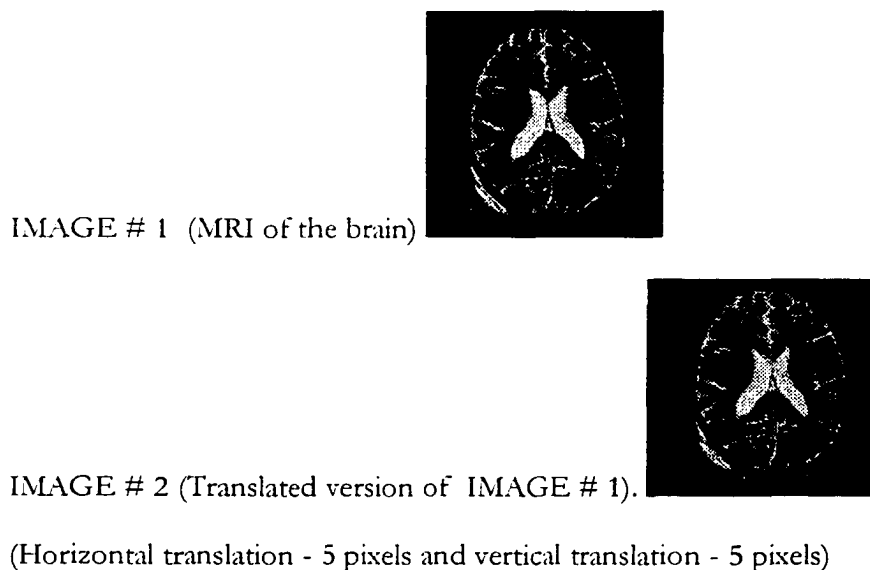 IMAGE # 1 (MRI of the brain)
IMAGE # 2 (Translated version of IMAGE # 1).
(Horizontal translation - 5 pixels and vertical translation - 5 pixels)